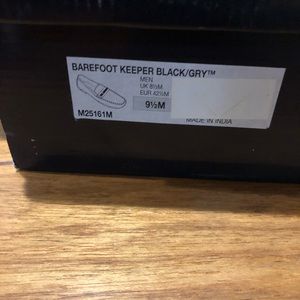 BAREFOOT KEEPER BLACK/GRY™
MEN
UK 8½M
EUR 42½M
9½M
M25161M
MADE IN INDIA